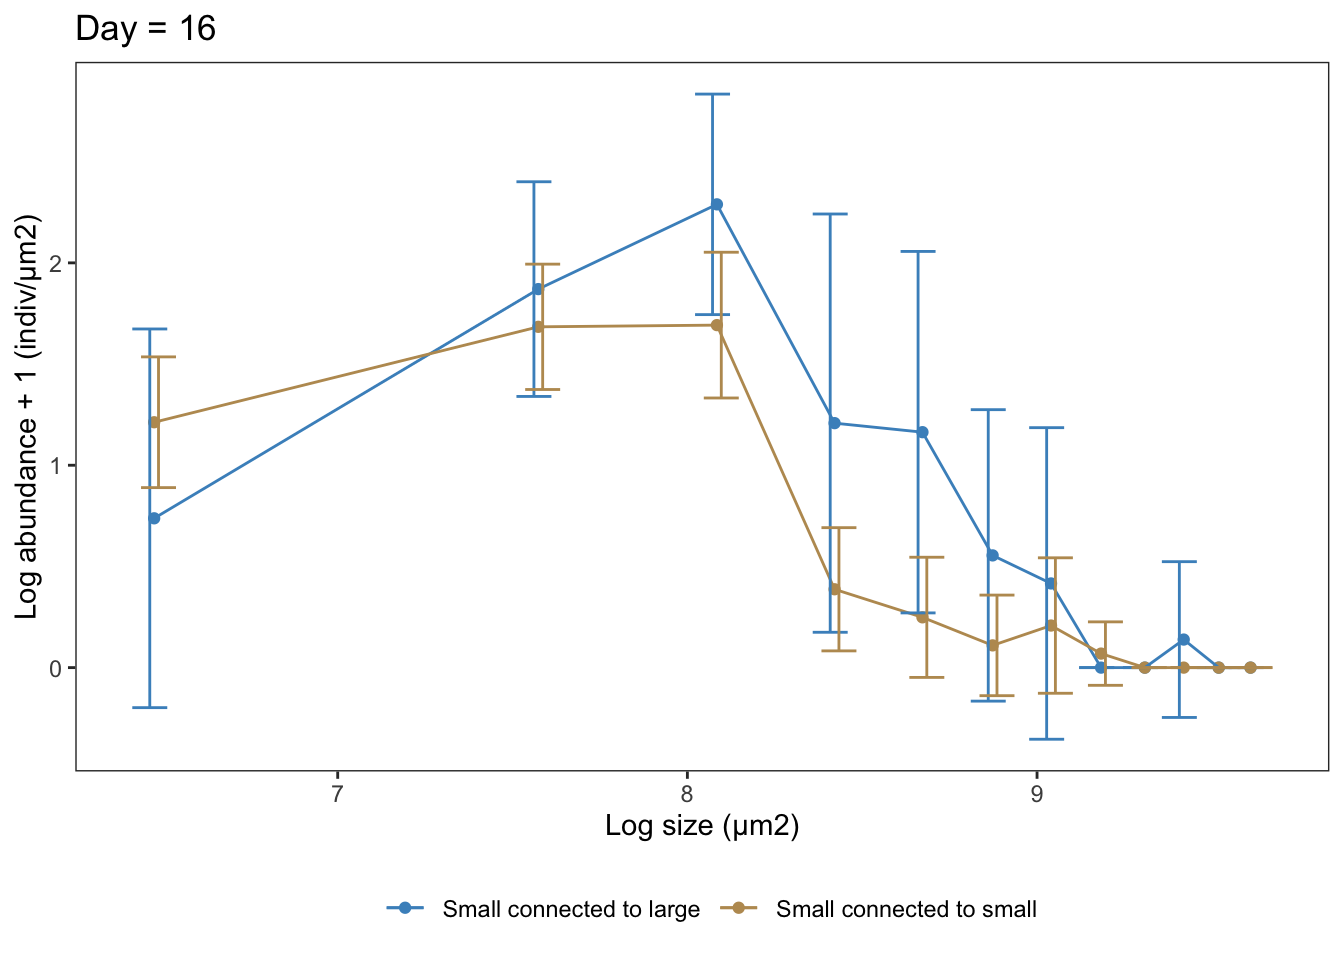 Day = 16
Log abundance + 1 (indiv/µm2)
2
1
0
7 8 9
Log size (µm2)
Small connected to large Small connected to small